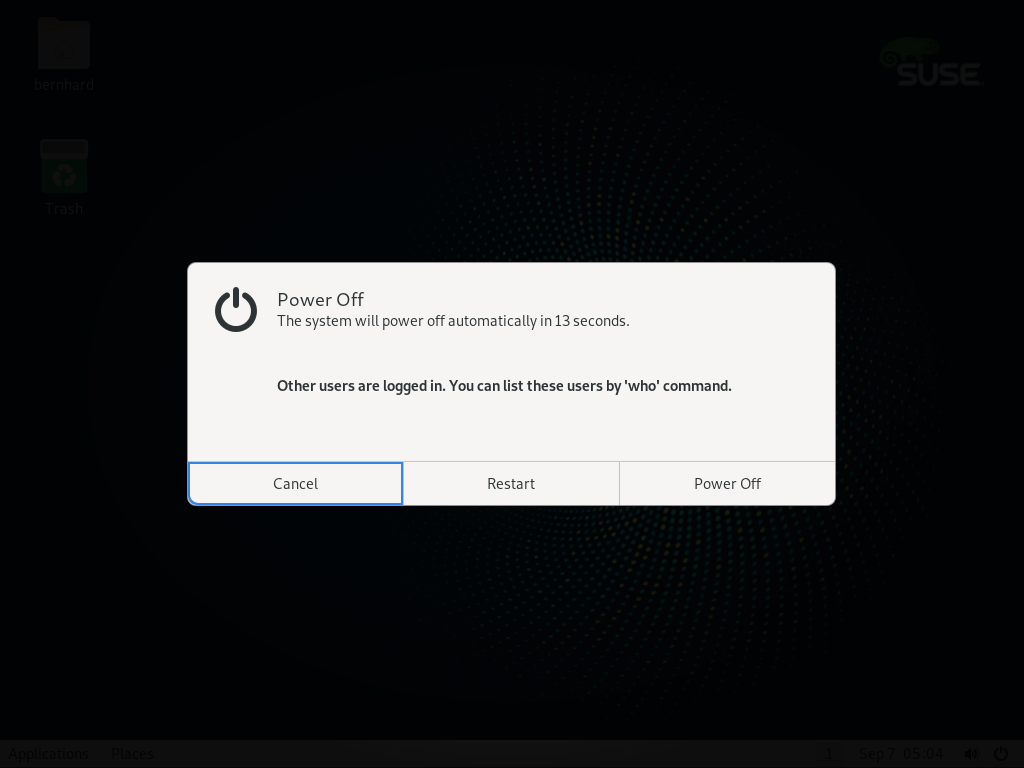 bernhard
SUSE
Trash
Power Off
The system will power off automatically in 13 seconds.
Other users are logged in. You can list these users by 'who' command.
Cancel Restart Power Off
Applications Places 1 Sep 7 05:04